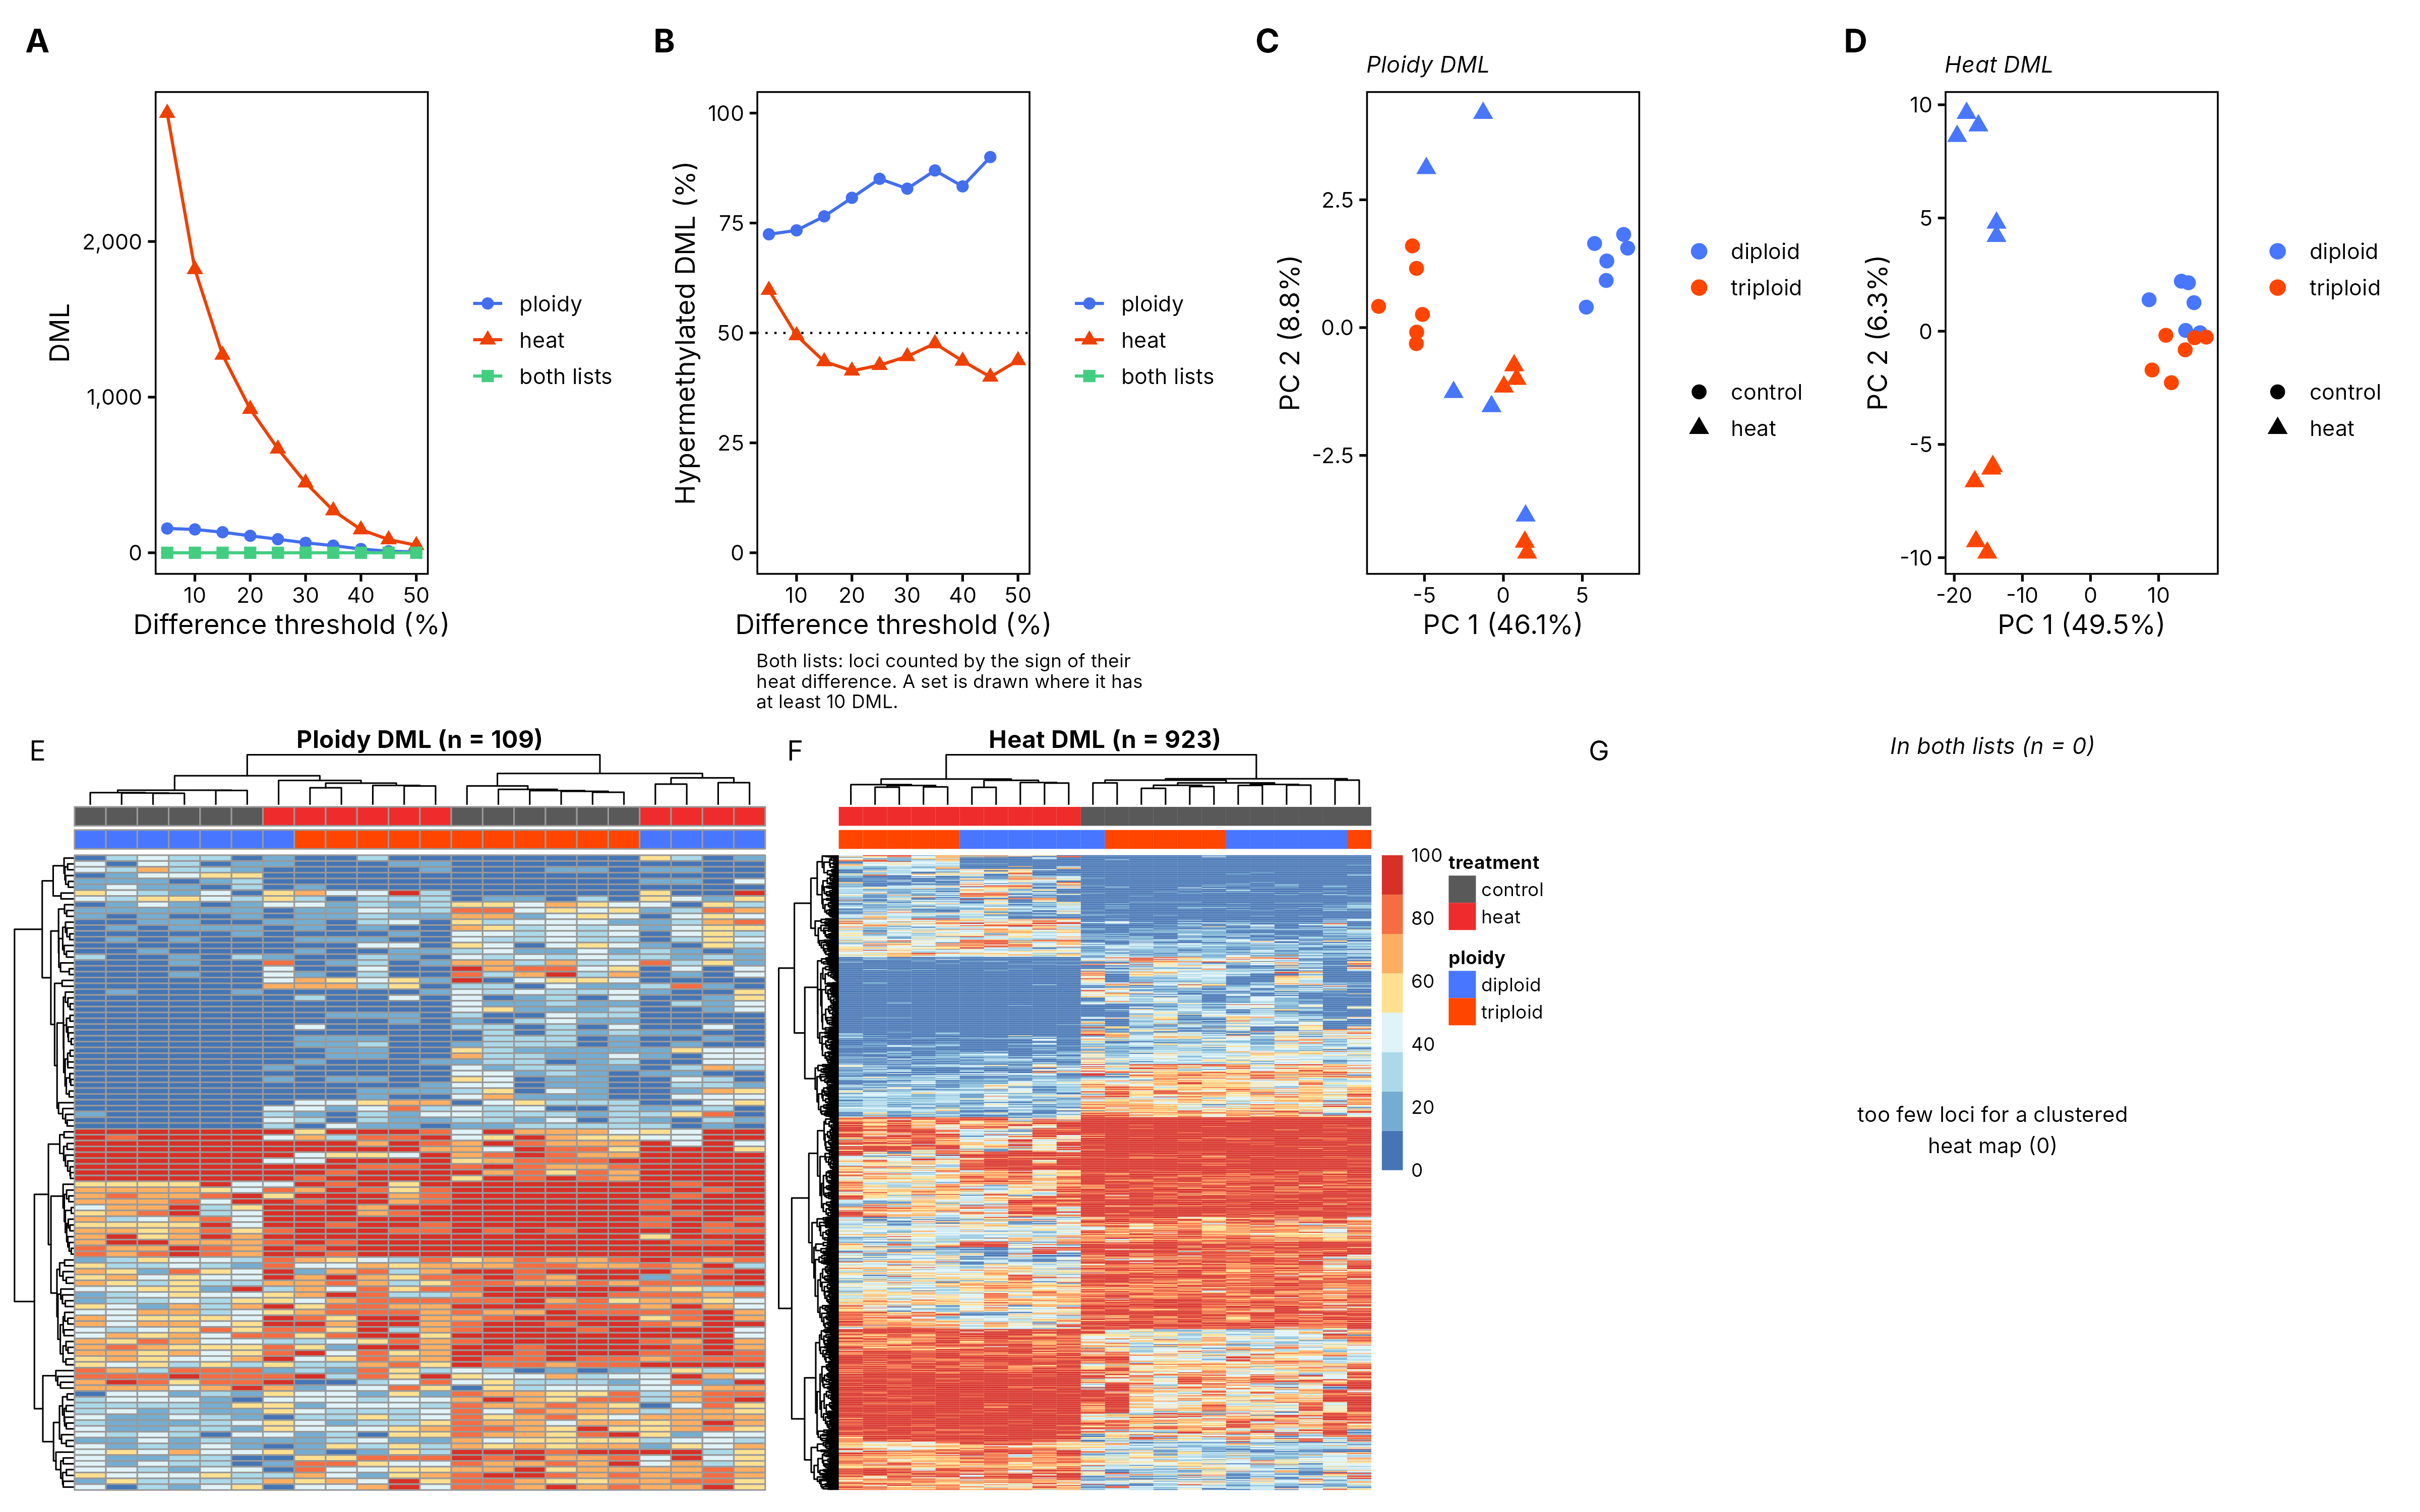 A
B
C
D
Ploidy DML
Heat DML
DML
2,000
1,000
0
10 20 30 40 50
Difference threshold (%)
ploidy
heat
both lists
Hypermethylated DML (%)
100
75
50
25
0
10 20 30 40 50
Difference threshold (%)
ploidy
heat
both lists
Both lists: loci counted by the sign of their
heat difference. A set is drawn where it has
at least 10 DML.
PC 2 (8.8%)
2.5
0.0
-2.5
-5 0 5
PC 1 (46.1%)
diploid
triploid
control
heat
PC 2 (6.3%)
10
5
0
-5
-10
-20 -10 0 10
PC 1 (49.5%)
diploid
triploid
control
heat
E
Ploidy DML (n = 109)
F
Heat DML (n = 923)
100
80
60
40
20
0
treatment
control
heat
ploidy
diploid
triploid
G
In both lists (n = 0)
too few loci for a clustered
heat map (0)